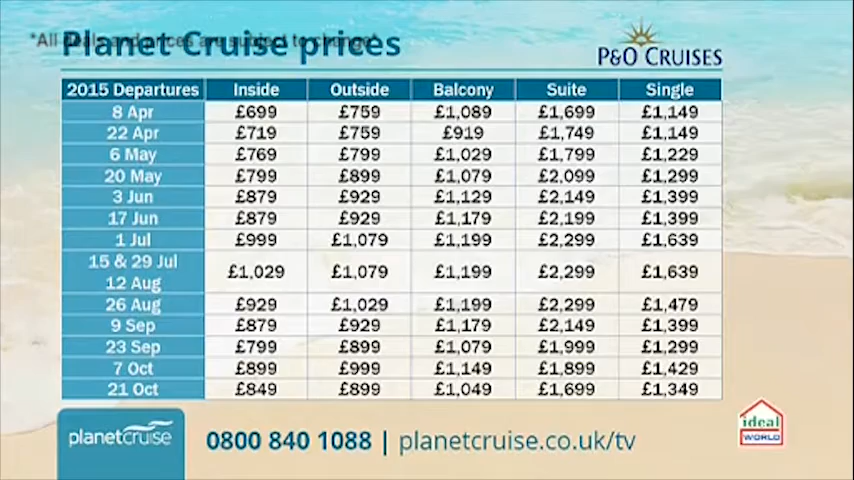 *All deals and prices are subject to change*
Planet Cruise prices
P&O CRUISES
2015 Departures Inside Outside Balcony Suite Single
8 Apr £699 £759 £1,089 £1,699 £1,149
22 Apr £719 £759 £919 £1,749 £1,149
6 May £769 £799 £1,029 £1,799 £1,229
20 May £799 £899 £1,079 £2,099 £1,299
3 Jun £879 £929 £1,129 £2,149 £1,399
17 Jun £879 £929 £1,179 £2,199 £1,399
1 Jul £999 £1,079 £1,199 £2,299 £1,639
15 & 29 Jul
12 Aug £1,029 £1,079 £1,199 £2,299 £1,639
26 Aug £929 £1,029 £1,199 £2,299 £1,479
9 Sep £879 £929 £1,179 £2,149 £1,399
23 Sep £799 £899 £1,079 £1,999 £1,299
7 Oct £899 £999 £1,149 £1,899 £1,429
21 Oct £849 £899 £1,049 £1,699 £1,349
planetcruise 0800 840 1088 | planetcruise.co.uk/tv
ideal
WORLD